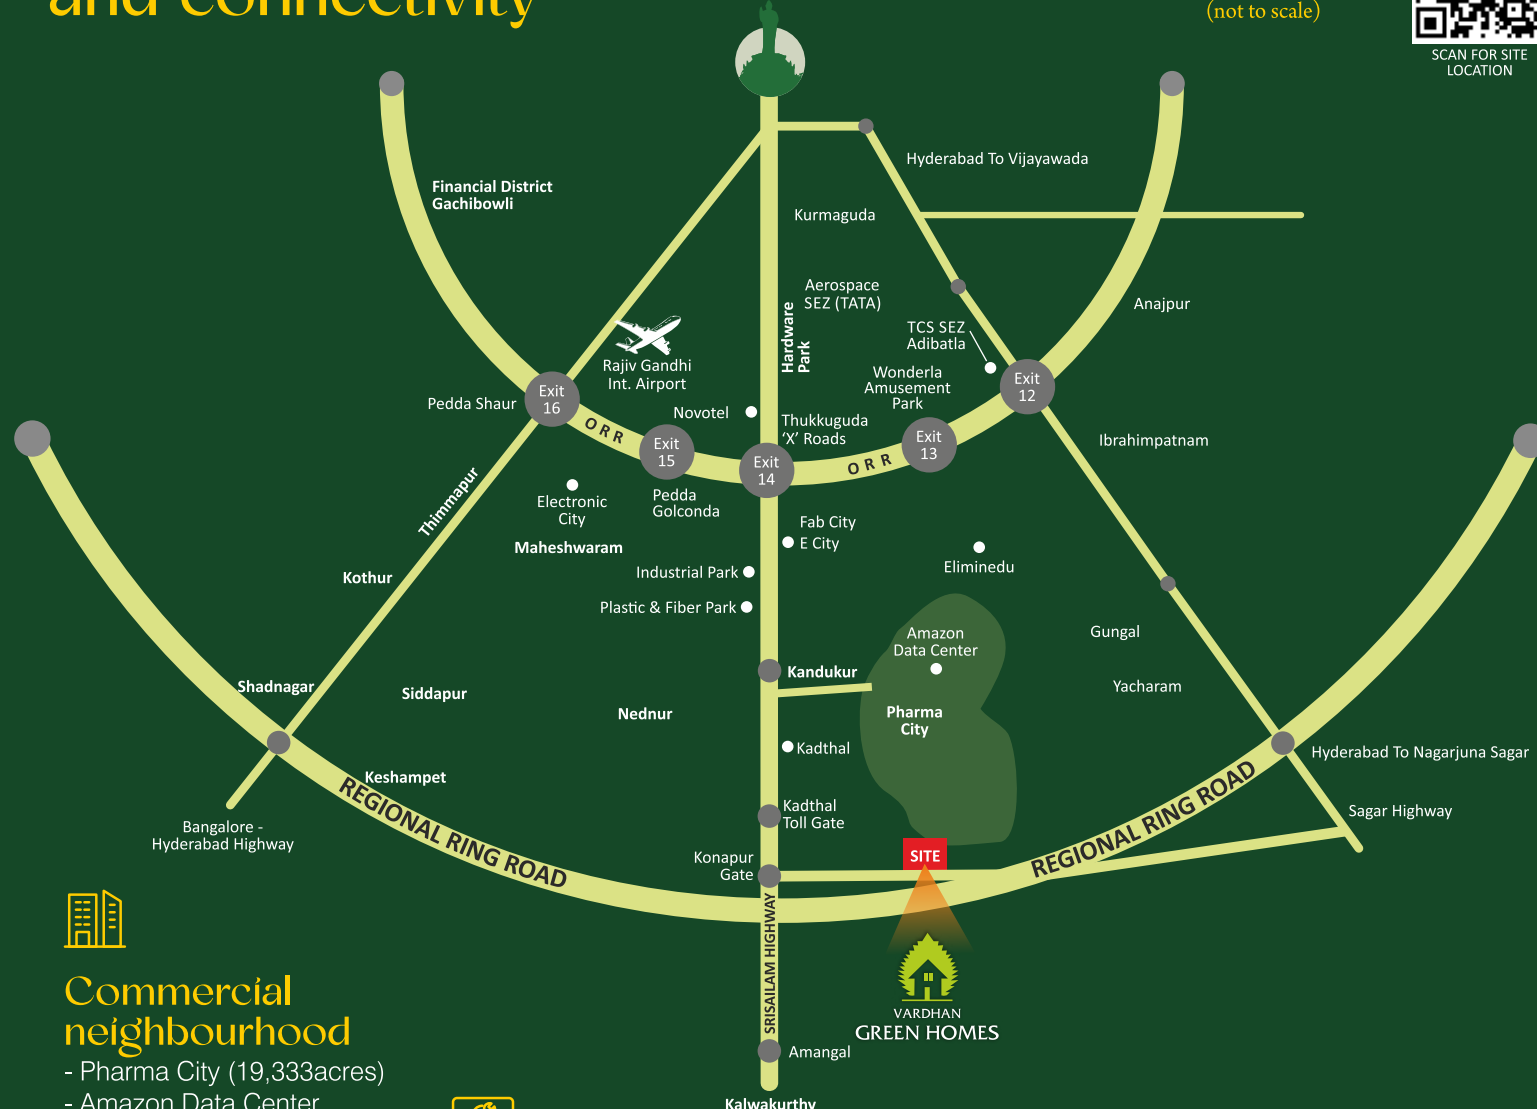 and connectivity
(not to scale)
SCAN FOR SITE
LOCATION
Hyderabad To Vijayawada
Financial District
Gachibowli
Kurmaguda
Aerospace
SEZ (TATA)
Anajpur
Hardware
Park
TCS SEZ
Adibatla
Rajiv Gandhi
Int. Airport
Wonderla
Amusement
Park
Exit
12
Exit
16
Pedda Shaur
Novotel
Thukkuguda
‘X’ Roads
ORR
Exit
15
Exit
14
ORR
Exit
13
Ibrahimpatnam
Thimmapur
Electronic
City
Pedda
Golconda
Fab City
E City
Maheshwaram
Eliminedu
Kothur
Industrial Park
Plastic & Fiber Park
Amazon
Data Center
Gungal
Kandukur
Shadnagar
Siddapur
Yacharam
Nednur
Pharma
City
Kadthal
Hyderabad To Nagarjuna Sagar
Keshampet
REGIONAL RING ROAD
REGIONAL RING ROAD
Kadthal
Toll Gate
Sagar Highway
Bangalore -
Hyderabad Highway
Konapur
Gate
SITE
SRISAILAM HIGHWAY
VARDHAN
GREEN HOMES
Amangal
Kalwakurthy
Commercial
neighbourhood
- Pharma City (19,333acres)
- Amazon Data Center